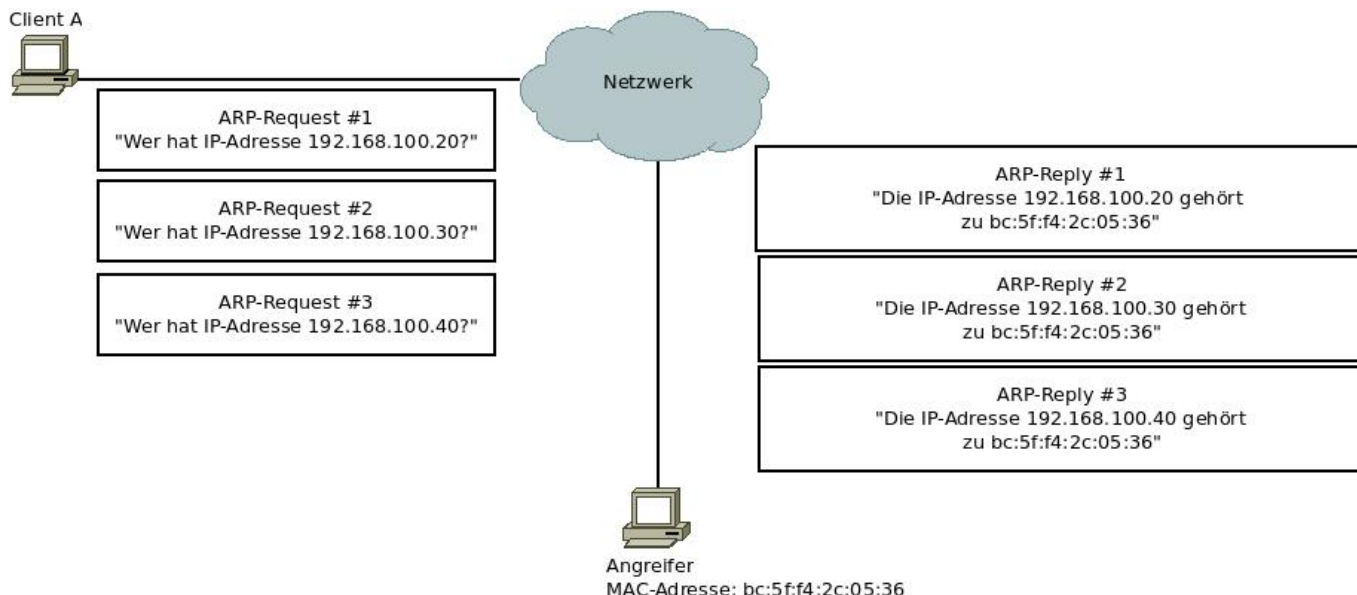 Client A
Netzwerk
ARP-Request #1
"Wer hat IP-Adresse 192.168.100.20?"
ARP-Request #2
"Wer hat IP-Adresse 192.168.100.30?"
ARP-Request #3
"Wer hat IP-Adresse 192.168.100.40?"
ARP-Reply #1
"Die IP-Adresse 192.168.100.20 gehört
zu bc:5f:f4:2c:05:36"
ARP-Reply #2
"Die IP-Adresse 192.168.100.30 gehört
zu bc:5f:f4:2c:05:36"
ARP-Reply #3
"Die IP-Adresse 192.168.100.40 gehört
zu bc:5f:f4:2c:05:36"
Angreifer
MAC-Adresse: bc:5f:f4:2c:05:36